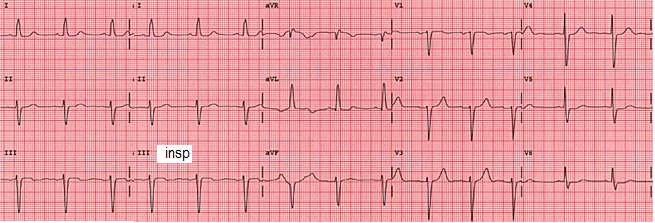 I I aVR V1 V4
II II aVL V2 V5
III III insp aVF V3 V6